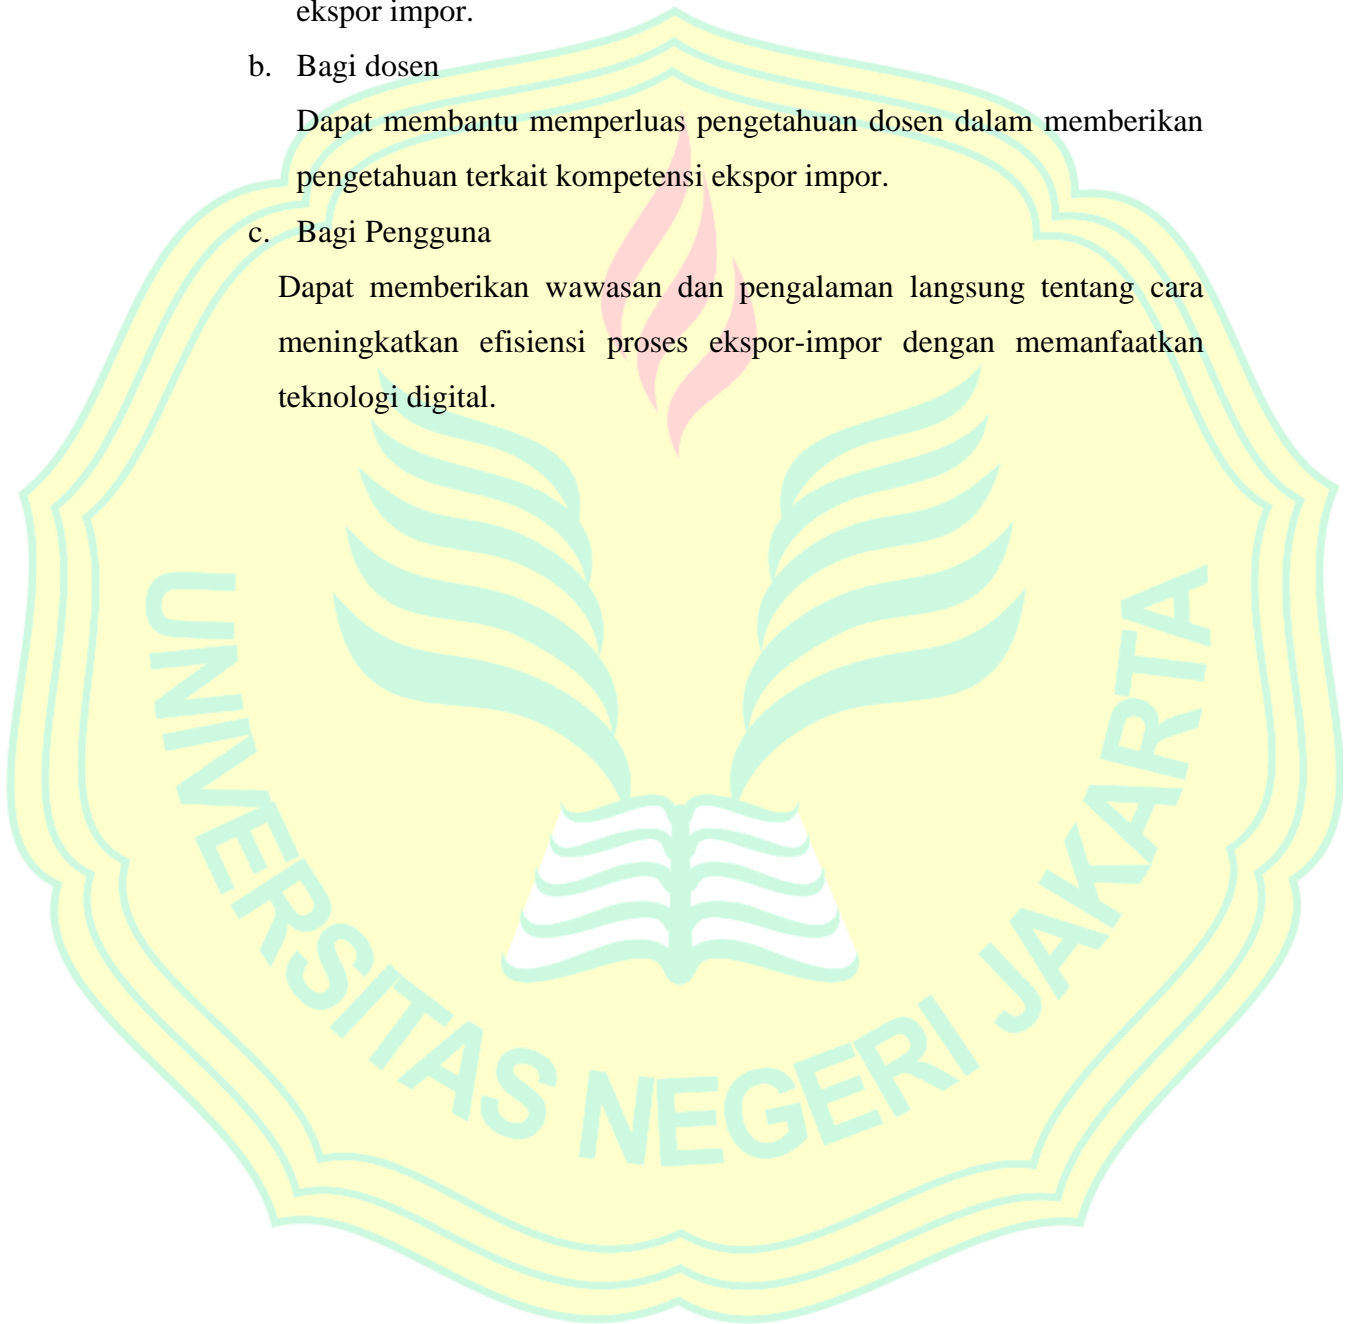 ekspor impor.
b. Bagi dosen
Dapat membantu memperluas pengetahuan dosen dalam memberikan
pengetahuan terkait kompetensi ekspor impor.
c. Bagi Pengguna
Dapat memberikan wawasan dan pengalaman langsung tentang cara
meningkatkan efisiensi proses ekspor-impor dengan memanfaatkan
teknologi digital.
UNIVERSITAS NEGERI JAKARTA